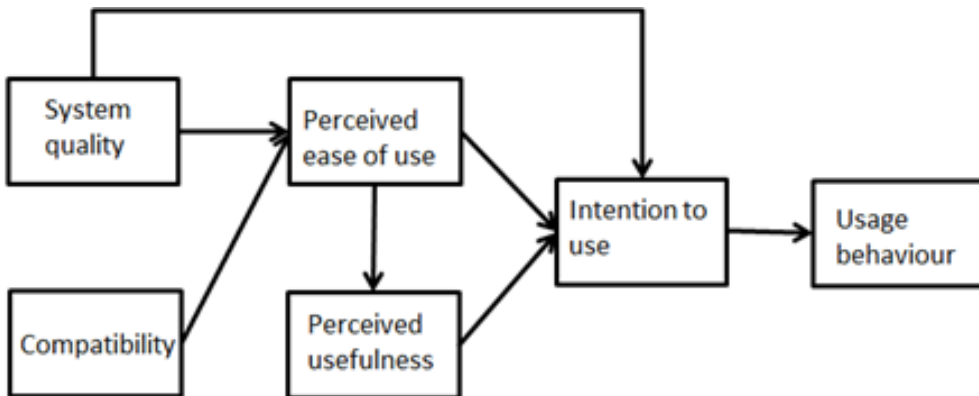 System
quality
Perceived
ease of use
Intention to
use
Usage
behaviour
Compatibility
Perceived
usefulness